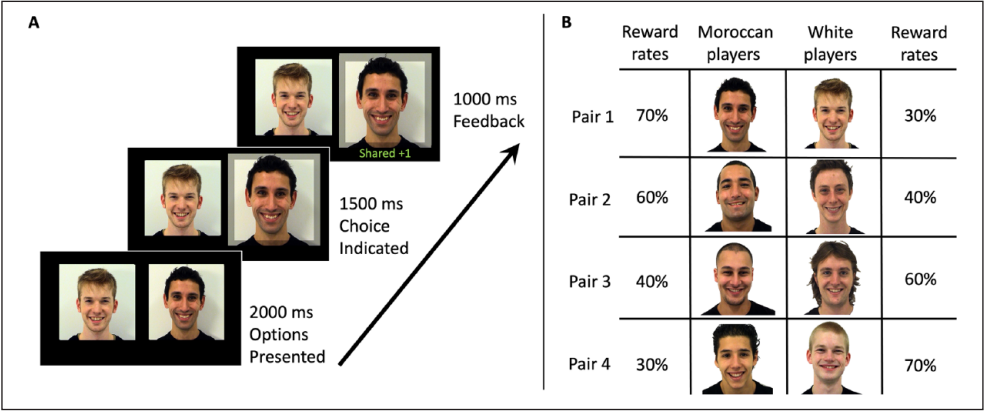 A
1000 ms
Feedback
Shared +1
1500 ms
Choice
Indicated
2000 ms
Options
Presented
B
Reward rates
Moroccan players
White players
Reward rates
Pair 1
70%
30%
Pair 2
60%
40%
Pair 3
40%
60%
Pair 4
30%
70%